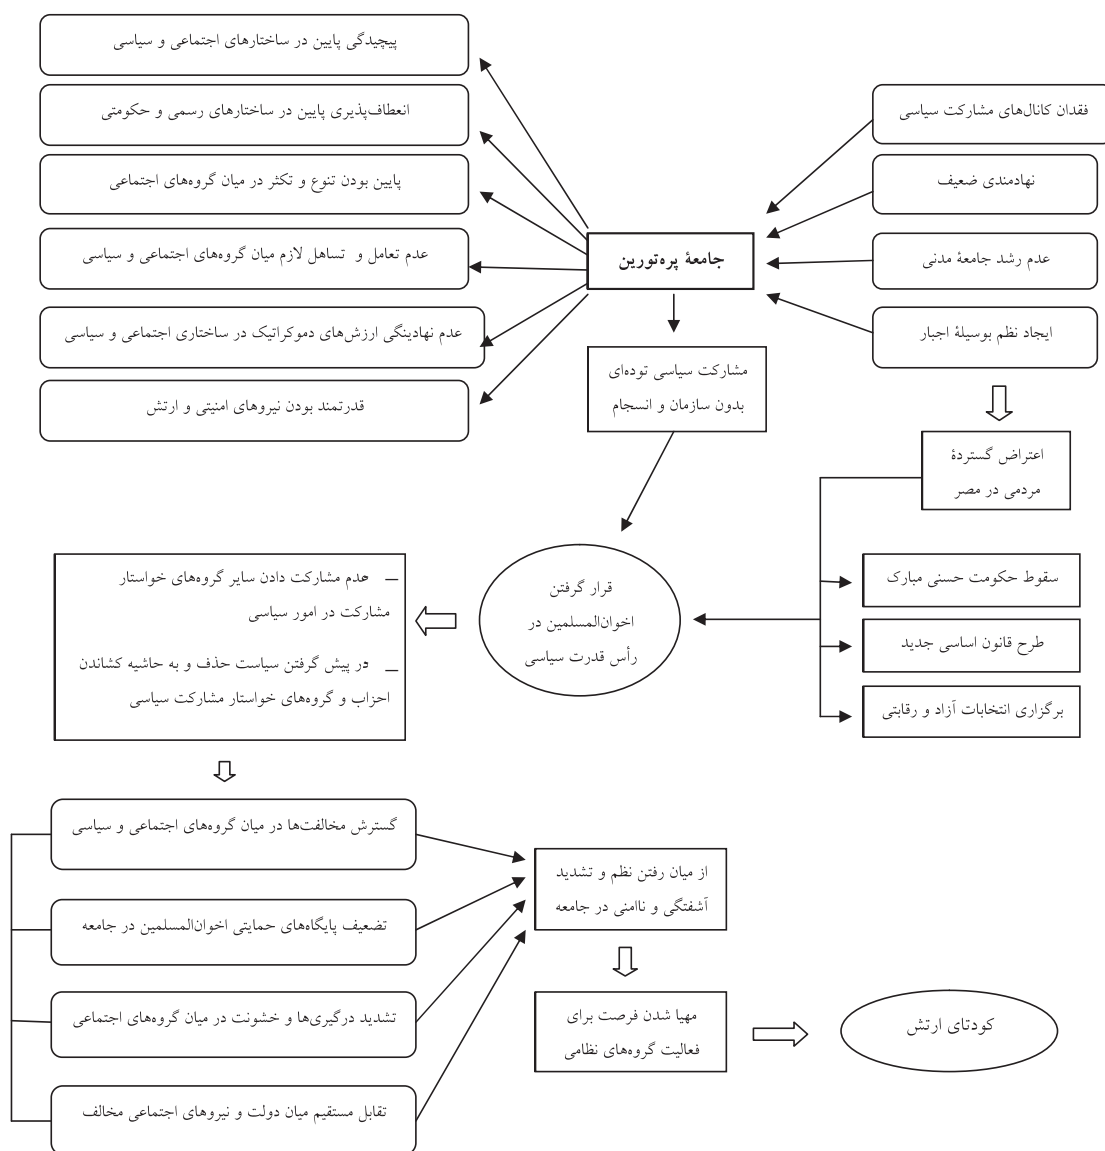 پیچیدگی پایین در ساختارهای اجتماعی و سیاسی
انعطاف‌پذیری پایین در ساختارهای رسمی و حکومتی
پایین بودن تنوع و تکثر در میان گروه‌های اجتماعی
عدم تعامل و تساهل لازم میان گروه‌های اجتماعی و سیاسی
عدم نهادینگی ارزش‌های دموکراتیک در ساختاری اجتماعی و سیاسی
قدرتمند بودن نیروهای امنیتی و ارتش
فقدان کانال‌های مشارکت سیاسی
نهادمندی ضعیف
عدم رشد جامعهٔ مدنی
ایجاد نظم بوسیلهٔ اجبار
جامعهٔ پره‌تورین
مشارکت سیاسی توده‌ای
بدون سازمان و انسجام
اعتراض گستردهٔ
مردمی در مصر
سقوط حکومت حسنی مبارک
طرح قانون اساسی جدید
برگزاری انتخابات آزاد و رقابتی
قرار گرفتن
اخوان‌المسلمین در
رأس قدرت سیاسی
– عدم مشارکت دادن سایر گروه‌های خواستار
مشارکت در امور سیاسی
– در پیش گرفتن سیاست حذف و به حاشیه کشاندن
احزاب و گروه‌های خواستار مشارکت سیاسی
گسترش مخالفت‌ها در میان گروه‌های اجتماعی و سیاسی
تضعیف پایگاه‌های حمایتی اخوان‌المسلمین در جامعه
تشدید درگیری‌ها و خشونت در میان گروه‌های اجتماعی
تقابل مستقیم میان دولت و نیروهای اجتماعی مخالف
از میان رفتن نظم و تشدید
آشفتگی و ناامنی در جامعه
مهیا شدن فرصت برای
فعالیت گروه‌های نظامی
کودتای ارتش